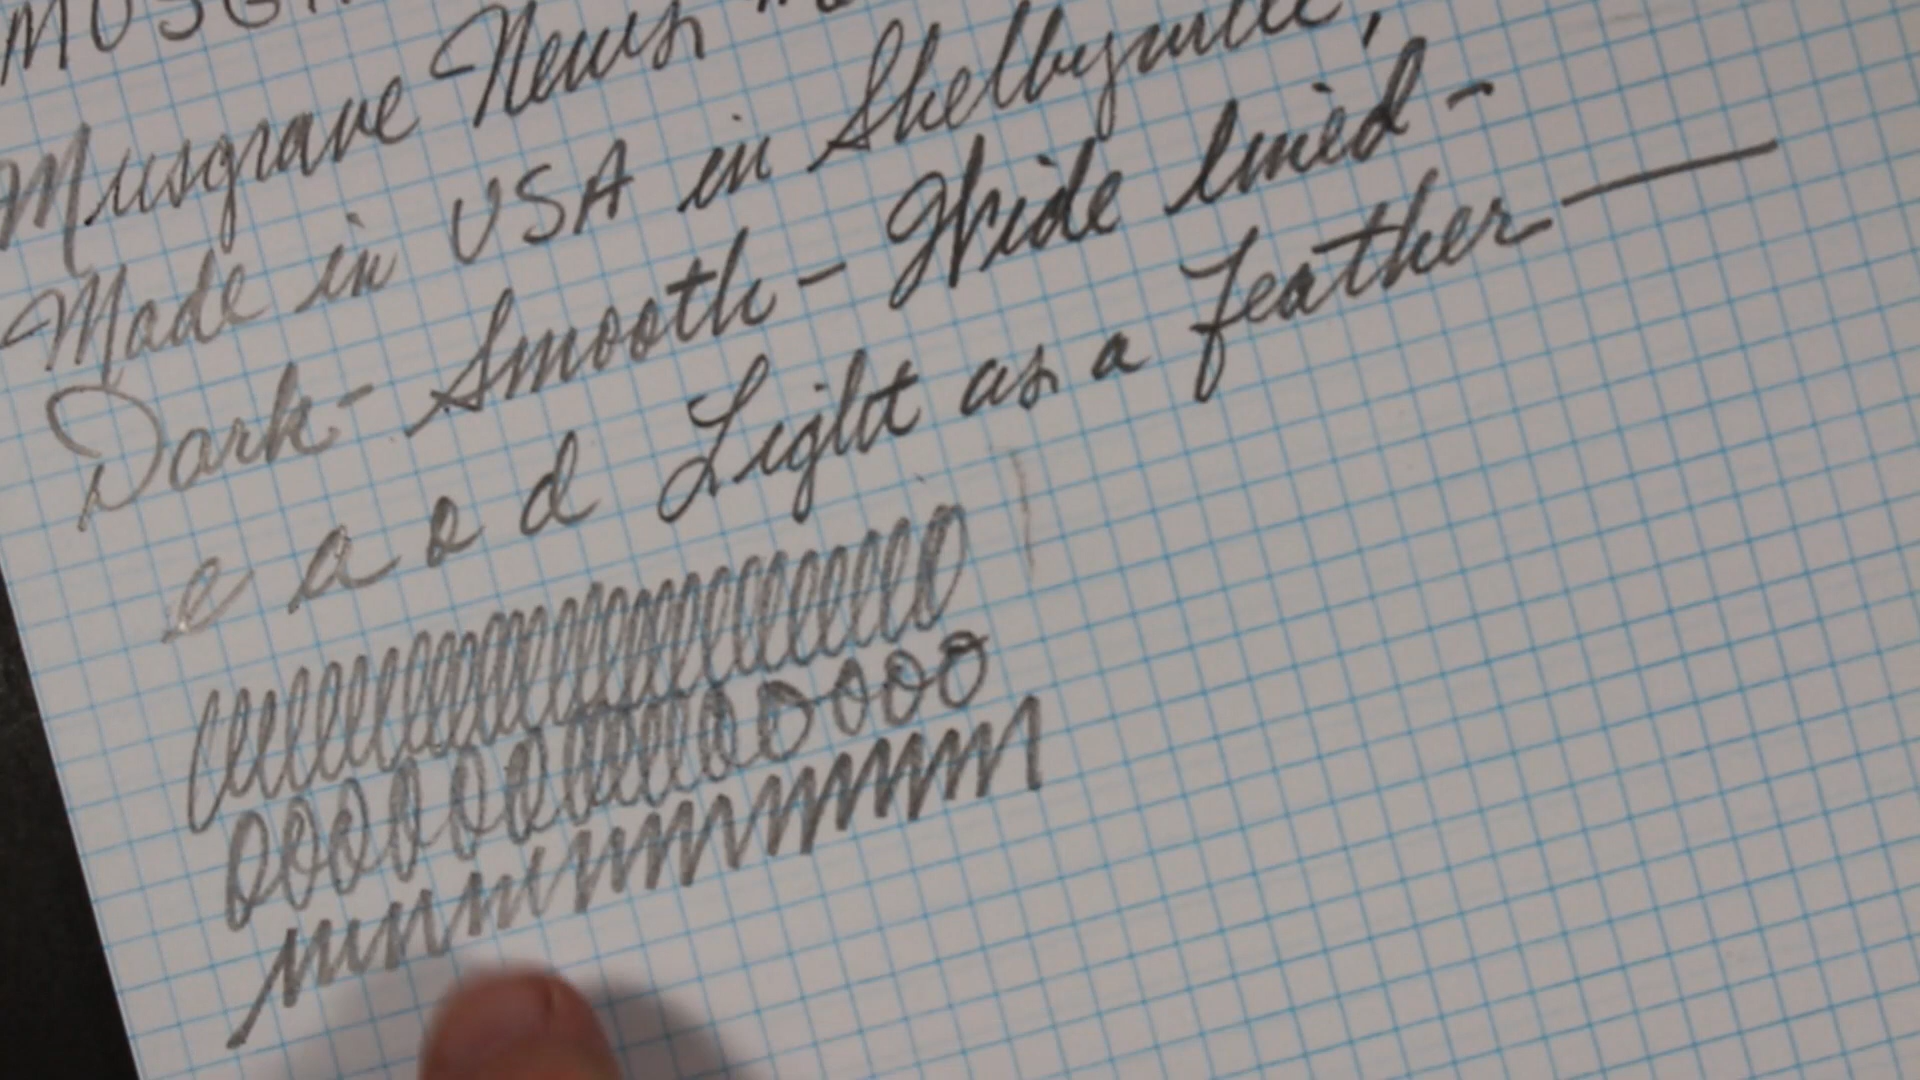 Musgrave News
Made in USA in Shelbyville,
Dark - Smooth - Wide lined -
e a o d Light as a feather —